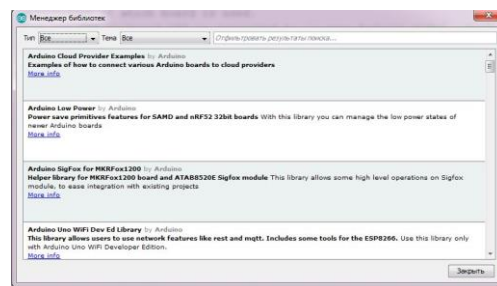 Менеджер библиотек
Тип Все Тема Все Отфильтровать результаты поиска...
Arduino Cloud Provider Examples by Arduino
Examples of how to connect various Arduino boards to cloud providers
More info
Arduino Low Power by Arduino
Power save primitives features for SAMD and nRF52 32bit boards With this library you can manage the low power states of
newer Arduino boards
More info
Arduino SigFox for MKRFox1200 by Arduino
Helper library for MKRFox1200 board and ATAB8520E Sigfox module This library allows some high level operations on Sigfox
module, to ease integration with existing projects
More info
Arduino Uno WiFi Dev Ed Library by Arduino
This library allows users to use network features like rest and mqtt. Includes some tools for the ESP8266. Use this library only
with Arduino Uno WiFi Developer Edition.
More info
Закрыть